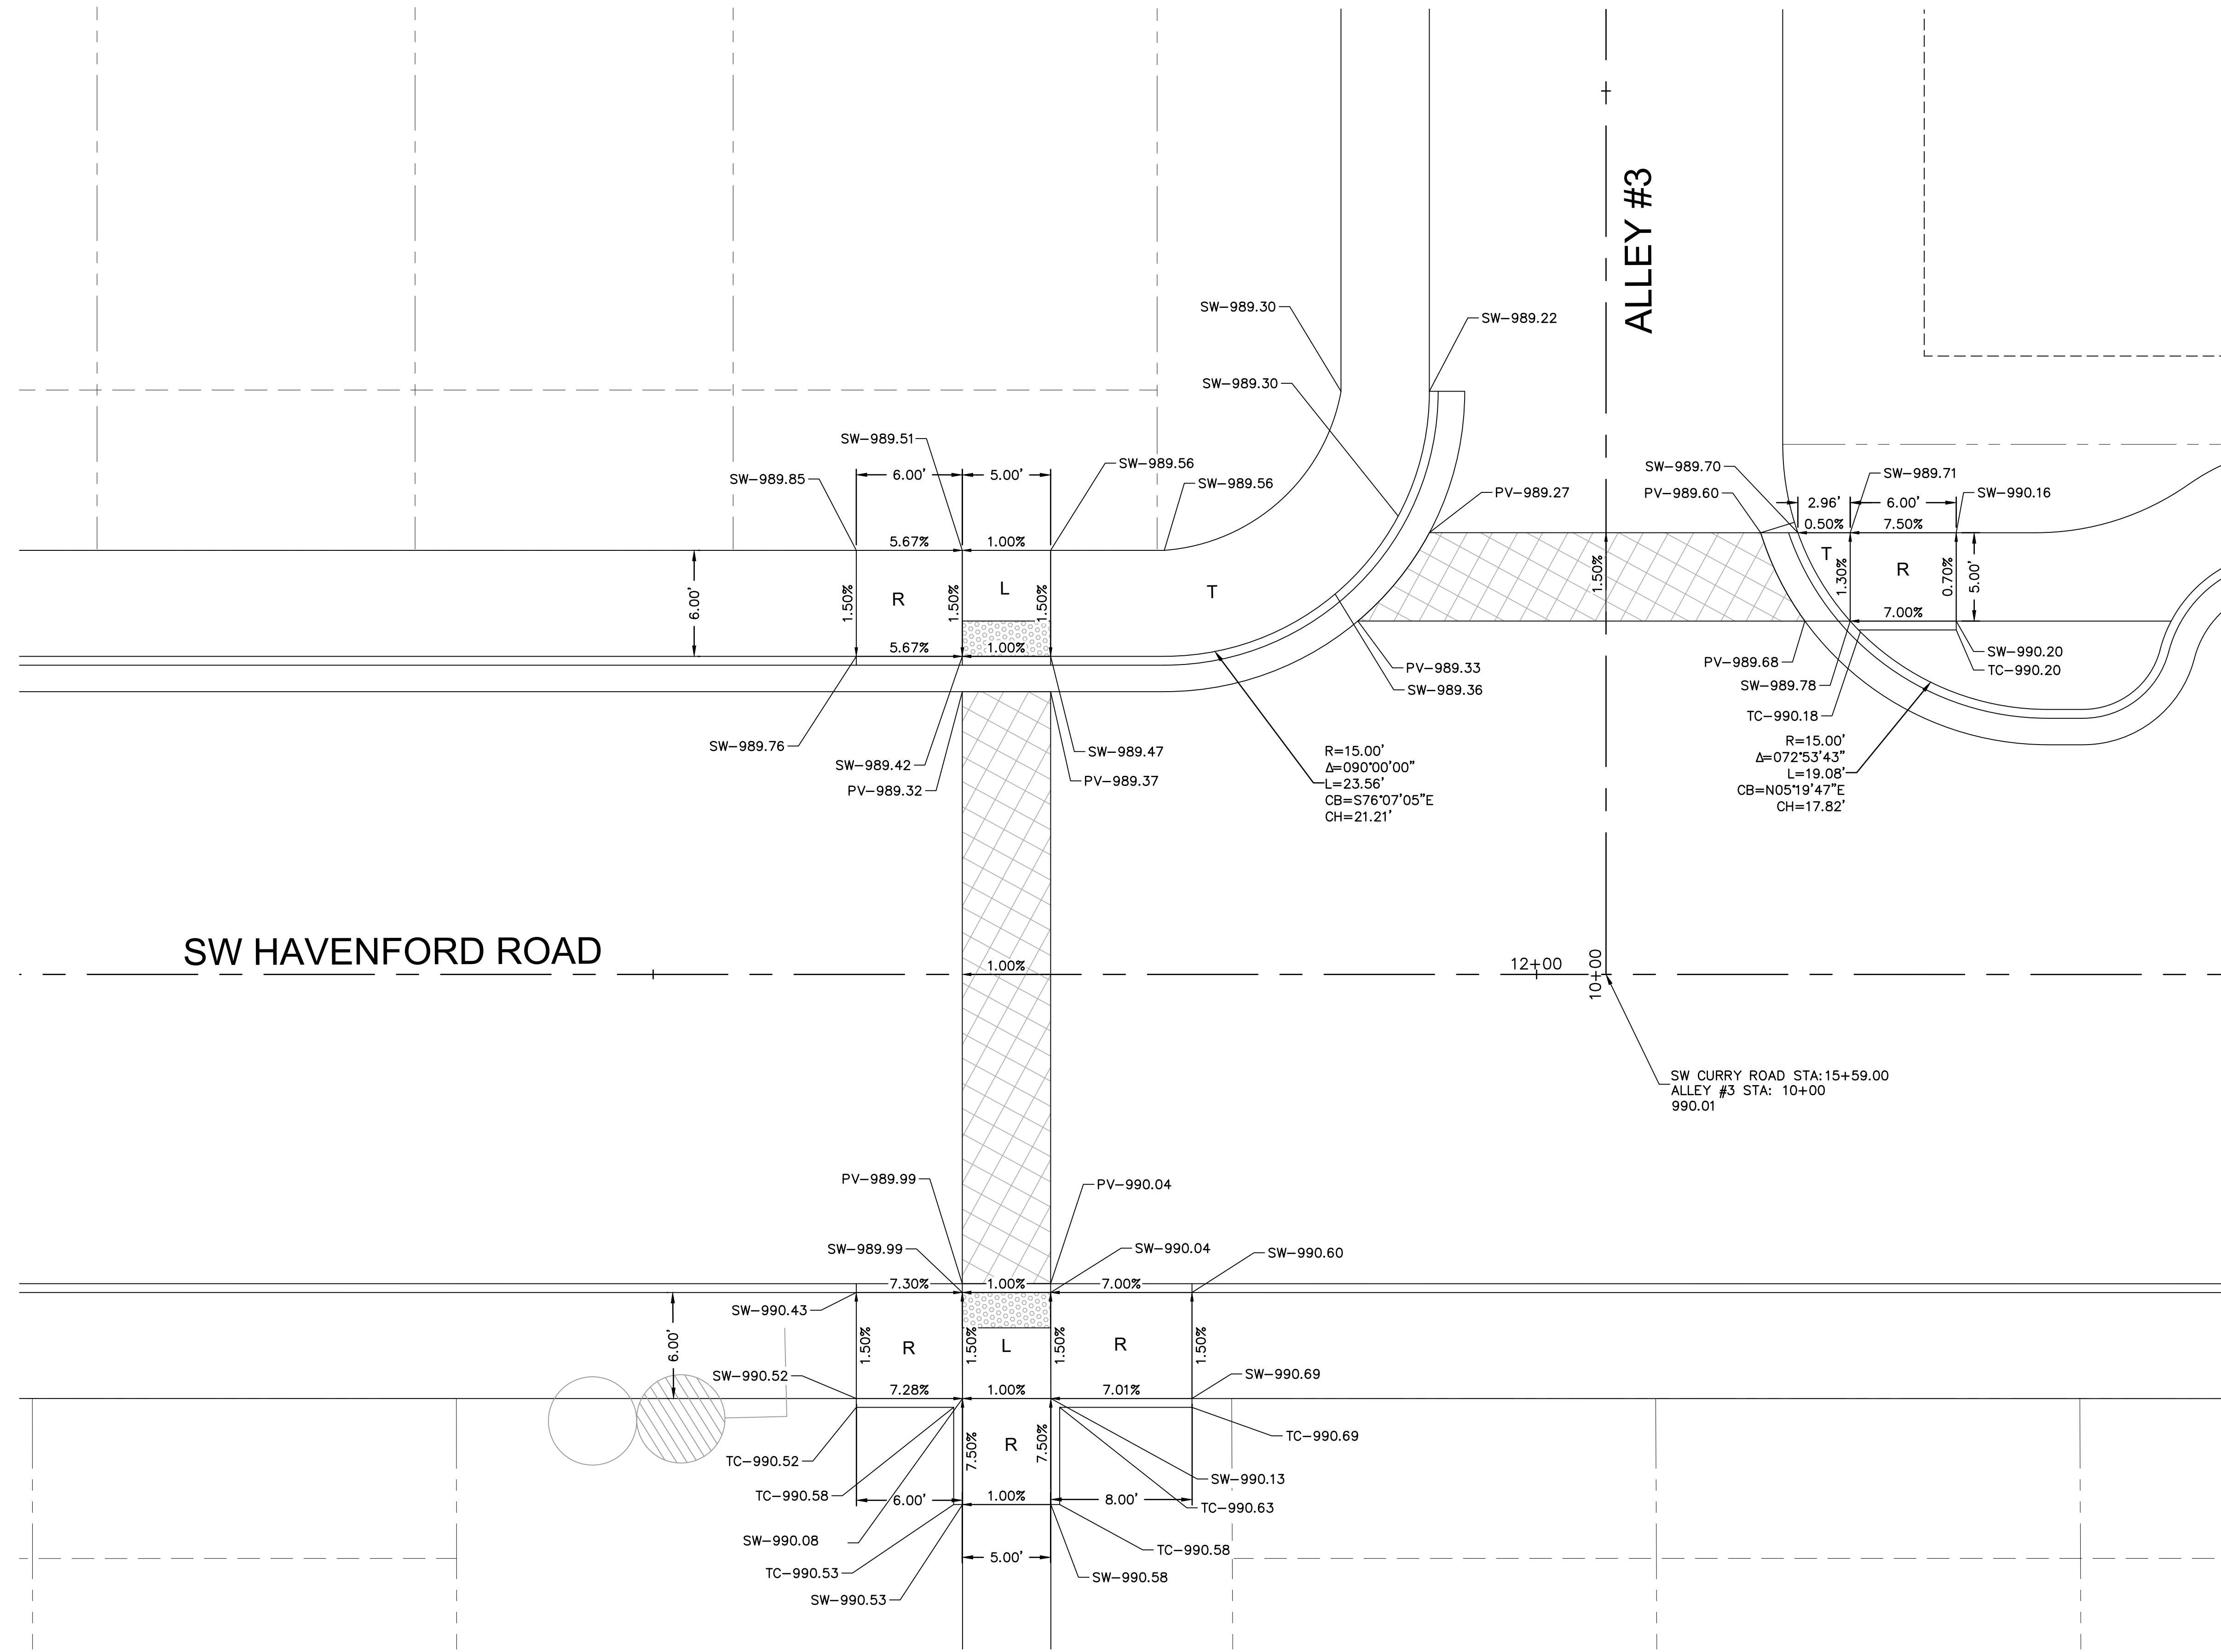 ALLEY #3
SW-989.30
SW-989.22
SW-989.30
SW-989.51
SW-989.56
SW-989.85
6.00'
5.00'
SW-989.56
PV-989.27
SW-989.70
PV-989.60
SW-989.71
SW-990.16
2.96'
6.00'
0.50%
7.50%
5.67%
1.00%
6.00'
1.50%
R
1.50%
L
1.50%
T
1.50%
T
1.30%
R
0.70%
5.00'
7.00%
5.67%
1.00%
PV-989.33
SW-989.36
PV-989.68
SW-989.78
TC-990.18
SW-990.20
TC-990.20
SW-989.76
SW-989.42
PV-989.32
SW-989.47
PV-989.37
R=15.00'
Δ=090°00'00"
L=23.56'
CB=S76°07'05"E
CH=21.21'
R=15.00'
Δ=072°53'43"
L=19.08'
CB=N05°19'47"E
CH=17.82'
SW HAVENFORD ROAD
1.00%
12+00
10+00
SW CURRY ROAD STA:15+59.00
ALLEY #3 STA: 10+00
990.01
PV-989.99
PV-990.04
SW-989.99
SW-990.04
SW-990.60
7.30%
1.00%
7.00%
SW-990.43
6.00'
1.50%
R
1.50%
L
1.50%
R
1.50%
SW-990.52
SW-990.69
7.28%
1.00%
7.01%
TC-990.52
7.50%
R
7.50%
TC-990.69
TC-990.58
SW-990.13
6.00'
1.00%
8.00'
TC-990.63
SW-990.08
TC-990.58
5.00'
TC-990.53
SW-990.58
SW-990.53